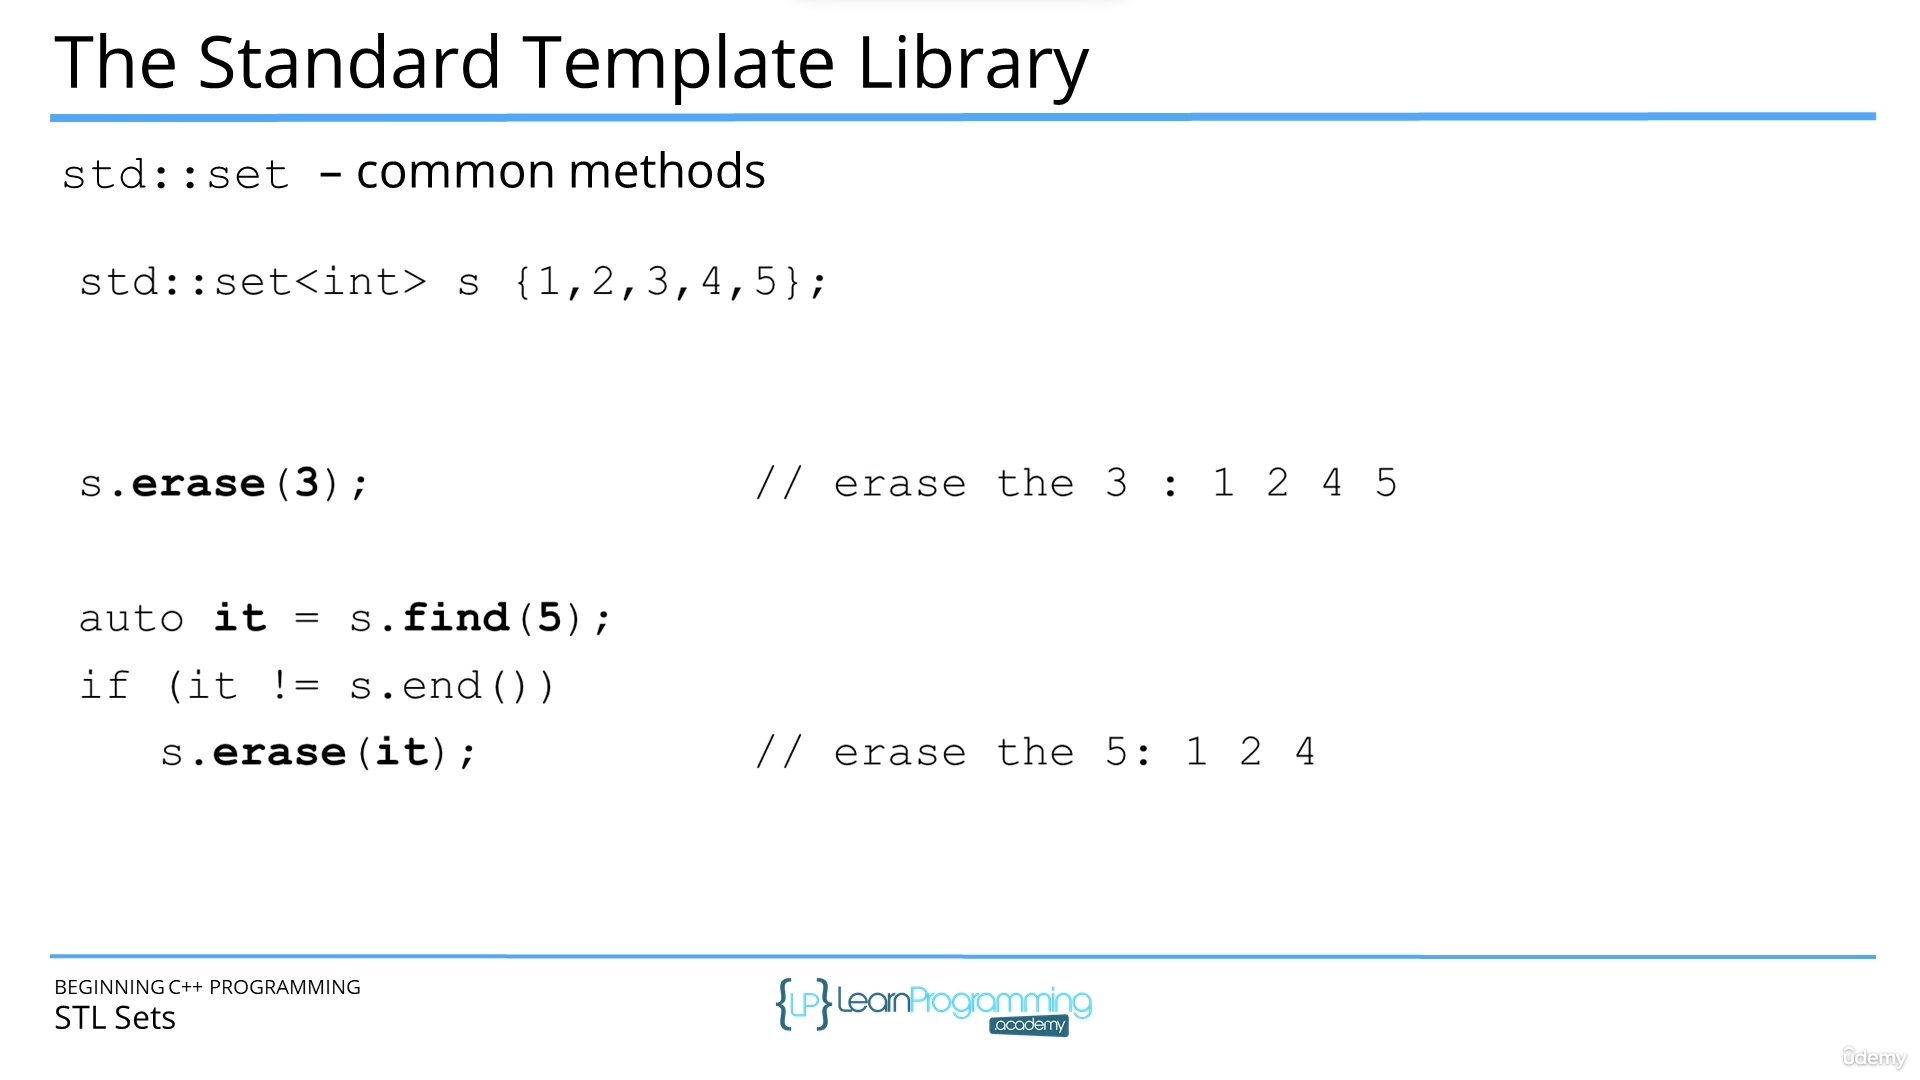 The Standard Template Library
std::set – common methods
std::set<int> s {1,2,3,4,5};
s.erase(3); // erase the 3 : 1 2 4 5
auto it = s.find(5);
if (it != s.end())
s.erase(it); // erase the 5: 1 2 4
BEGINNING C++ PROGRAMMING
STL Sets
{LP} LearnProgramming
.academy
ûdemy